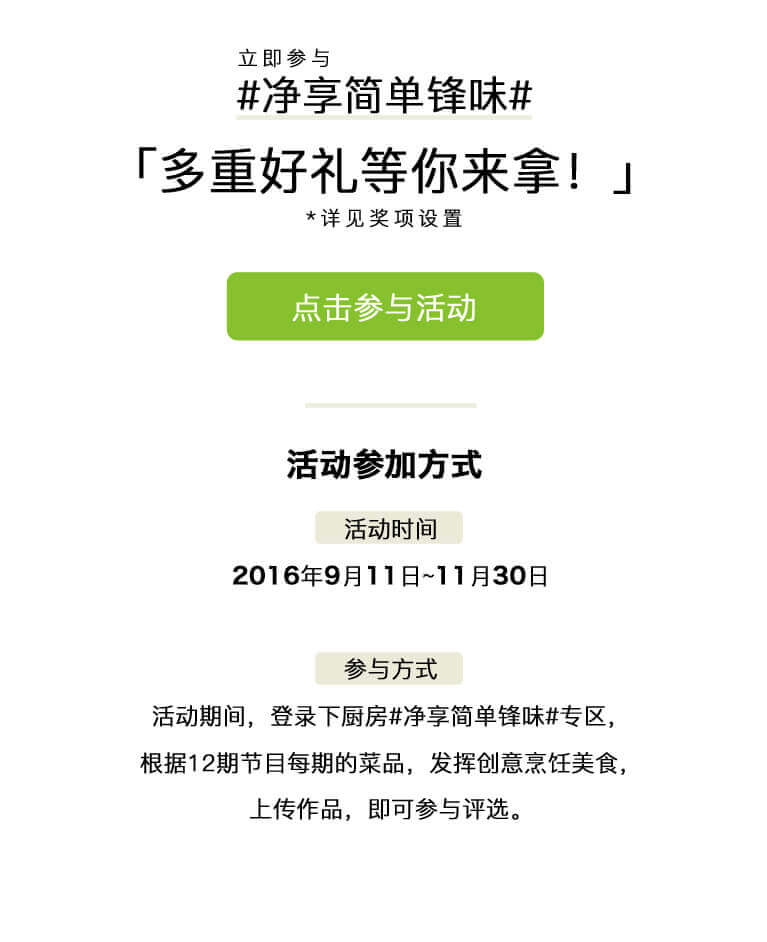 立即参与
#净享简单锋味#
「多重好礼等你来拿！」
*详见奖项设置
点击参与活动
活动参加方式
活动时间
2016年9月11日~11月30日
参与方式
活动期间，登录下厨房#净享简单锋味#专区，
根据12期节目每期的菜品，发挥创意烹饪美食，
上传作品，即可参与评选。